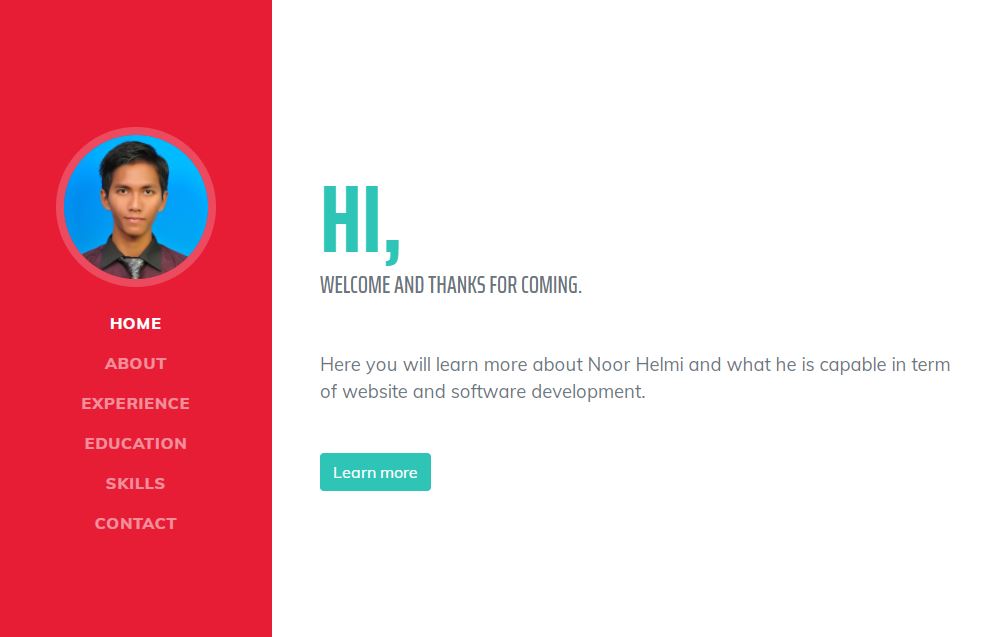 HOME
ABOUT
EXPERIENCE
EDUCATION
SKILLS
CONTACT
HI,
WELCOME AND THANKS FOR COMING.
Here you will learn more about Noor Helmi and what he is capable in term
of website and software development.
Learn more